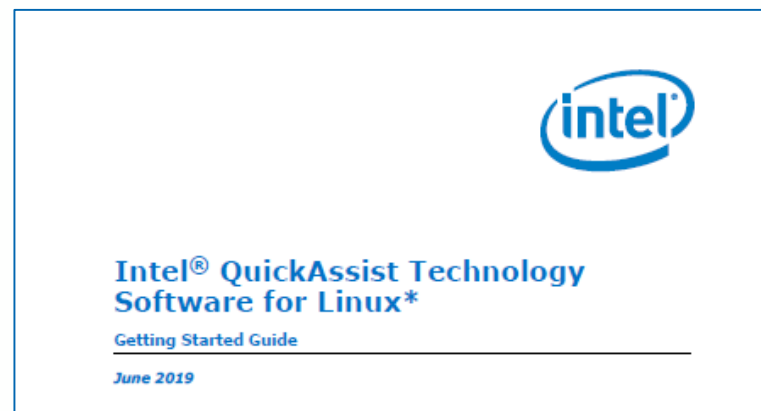 intel®
Intel® QuickAssist Technology
Software for Linux*
Getting Started Guide
June 2019